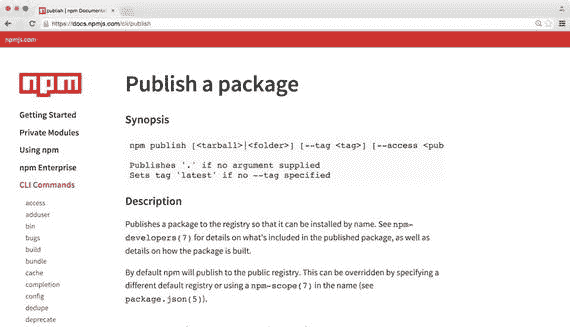 publish | npm Documentat
https://docs.npmjs.com/cli/publish
npmjs.com
npm
Getting Started
Private Modules
Using npm
npm Enterprise
CLI Commands
access
adduser
bin
bugs
build
bundle
cache
completion
config
dedupe
deprecate
Publish a package
Synopsis
npm publish [<tarball>|<folder>] [--tag <tag>] [--access <pub
Publishes '.' if no argument supplied
Sets tag 'latest' if no --tag specified
Description
Publishes a package to the registry so that it can be installed by name. See npm-
developers(7) for details on what's included in the published package, as well as
details on how the package is built.
By default npm will publish to the public registry. This can be overridden by specifying a
different default registry or using a npm-scope(7) in the name (see
package.json(5)).